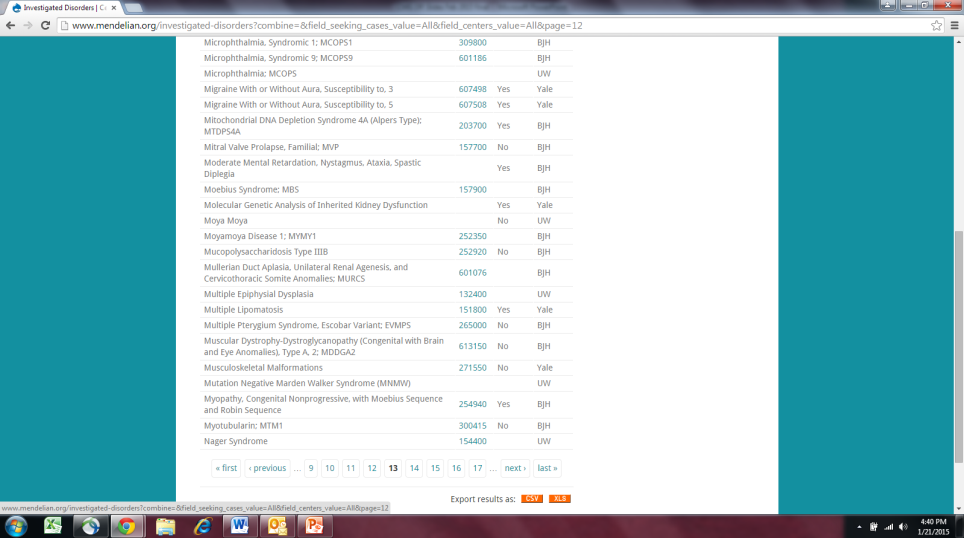 Investigated Disorders | Ce
www.mendelian.org/investigated-disorders?combine=&field_seeking_cases_value=All&field_centers_value=All&page=12
Microphthalmia, Syndromic 1; MCOPS1 309800 BJH
Microphthalmia, Syndromic 9; MCOPS9 601186 BJH
Microphthalmia; MCOPS UW
Migraine With or Without Aura, Susceptibility to, 3 607498 Yes Yale
Migraine With or Without Aura, Susceptibility to, 5 607508 Yes Yale
Mitochondrial DNA Depletion Syndrome 4A (Alpers Type);
MTDPS4A 203700 Yes BJH
Mitral Valve Prolapse, Familial; MVP 157700 No BJH
Moderate Mental Retardation, Nystagmus, Ataxia, Spastic
Diplegia Yes BJH
Moebius Syndrome; MBS 157900 BJH
Molecular Genetic Analysis of Inherited Kidney Dysfunction Yes Yale
Moya Moya No UW
Moyamoya Disease 1; MYMY1 252350 BJH
Mucopolysaccharidosis Type IIIB 252920 No BJH
Mullerian Duct Aplasia, Unilateral Renal Agenesis, and
Cervicothoracic Somite Anomalies; MURCS 601076 BJH
Multiple Epiphysial Dysplasia 132400 UW
Multiple Lipomatosis 151800 Yes Yale
Multiple Pterygium Syndrome, Escobar Variant; EVMPS 265000 No BJH
Muscular Dystrophy-Dystroglycanopathy (Congenital with Brain
and Eye Anomalies), Type A, 2; MDDGA2 613150 No BJH
Musculoskeletal Malformations 271550 No Yale
Mutation Negative Marden Walker Syndrome (MNMW) UW
Myopathy, Congenital Nonprogressive, with Moebius Sequence
and Robin Sequence 254940 Yes BJH
Myotubularin; MTM1 300415 No BJH
Nager Syndrome 154400 UW
« first ‹ previous ... 9 10 11 12 13 14 15 16 17 ... next › last »
Export results as: CSV XLS
www.mendelian.org/investigated-disorders?combine=&field_seeking_cases_value=All&field_centers_value=All&page=12
4:40 PM
1/21/2015